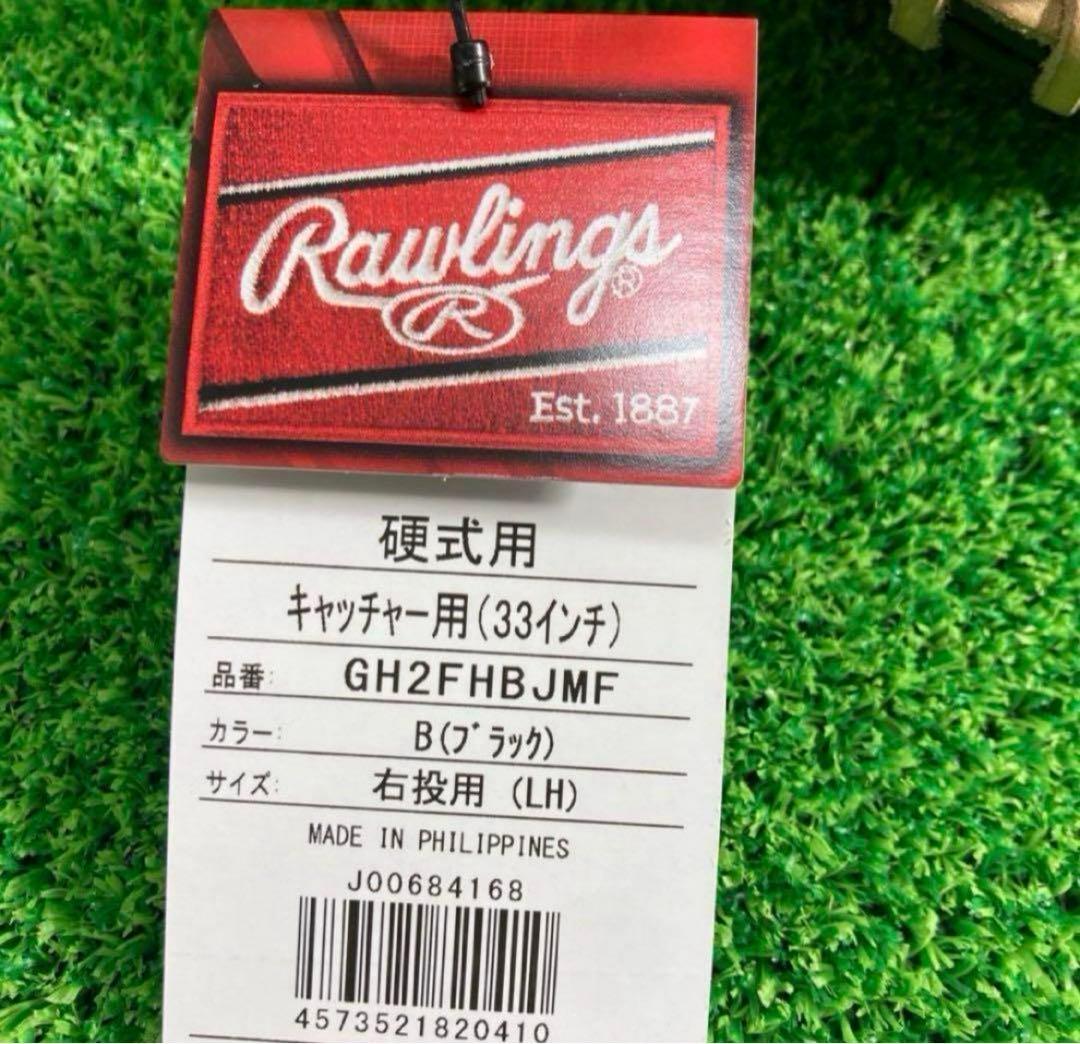 Rawlings®
R
Est. 1887
硬式用
キャッチャー用(33インチ)
品番: GH2FHBJMF
カラー: B(ブラック)
サイズ: 右投用 (LH)
MADE IN PHILIPPINES
J00684168
4573521820410